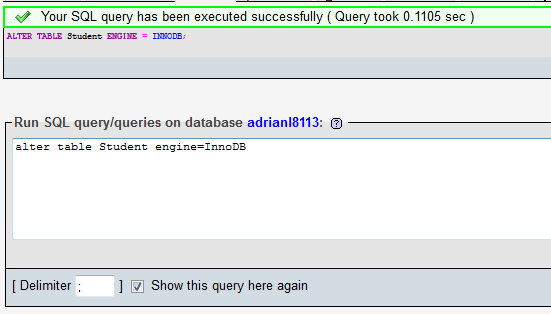 Your SQL query has been executed successfully ( Query took 0.1105 sec )
ALTER TABLE Student ENGINE = INNODB;
Run SQL query/queries on database adrianl8113: ?
alter table Student engine=InnoDB
[ Delimiter ; ] Show this query here again